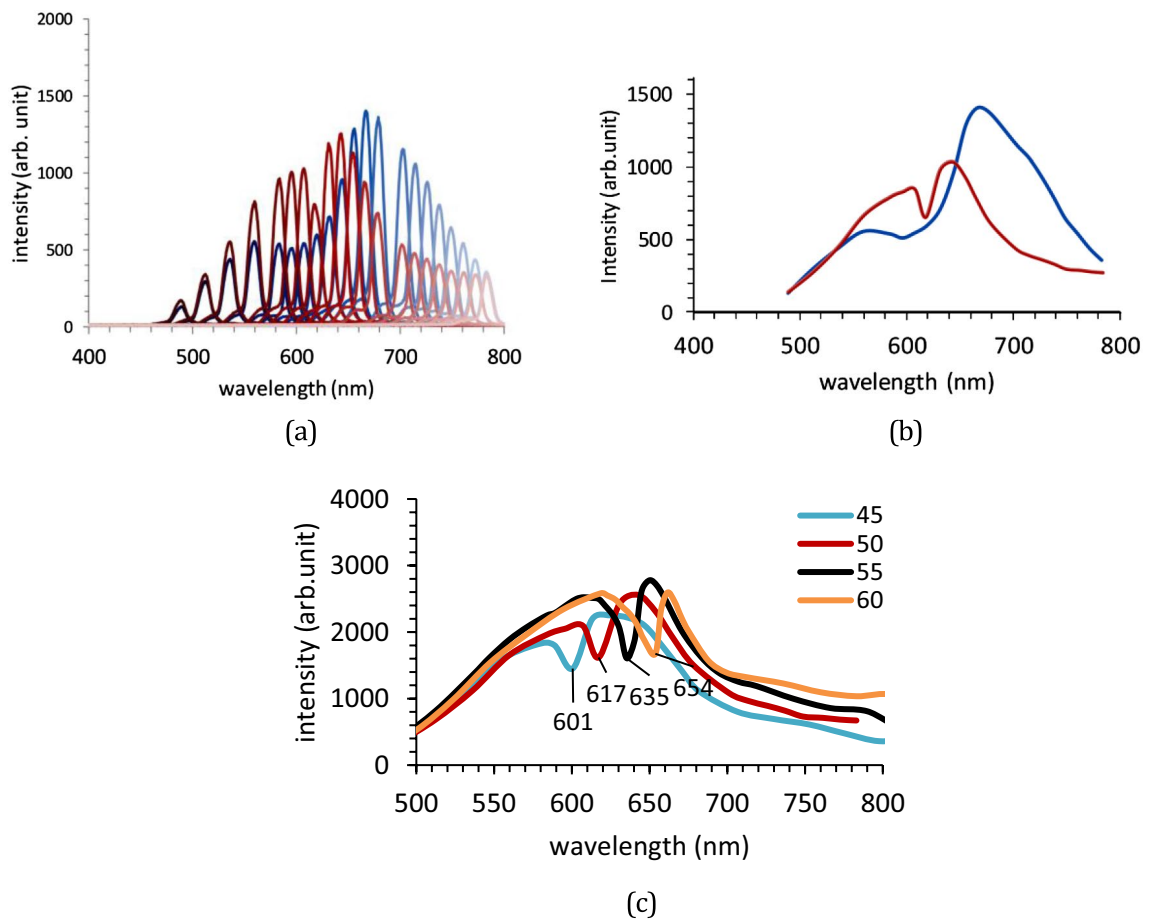 2000
1500
1000
500
0
intensity (arb. unit)
400 500 600 700 800
wavelength (nm)
(a)
1500
1000
500
0
Intensity (arb.unit)
400 500 600 700 800
wavelength (nm)
(b)
4000
3000
2000
1000
0
intensity (arb.unit)
45
50
55
60
601
617
635
654
500 550 600 650 700 750 800
wavelength (nm)
(c)